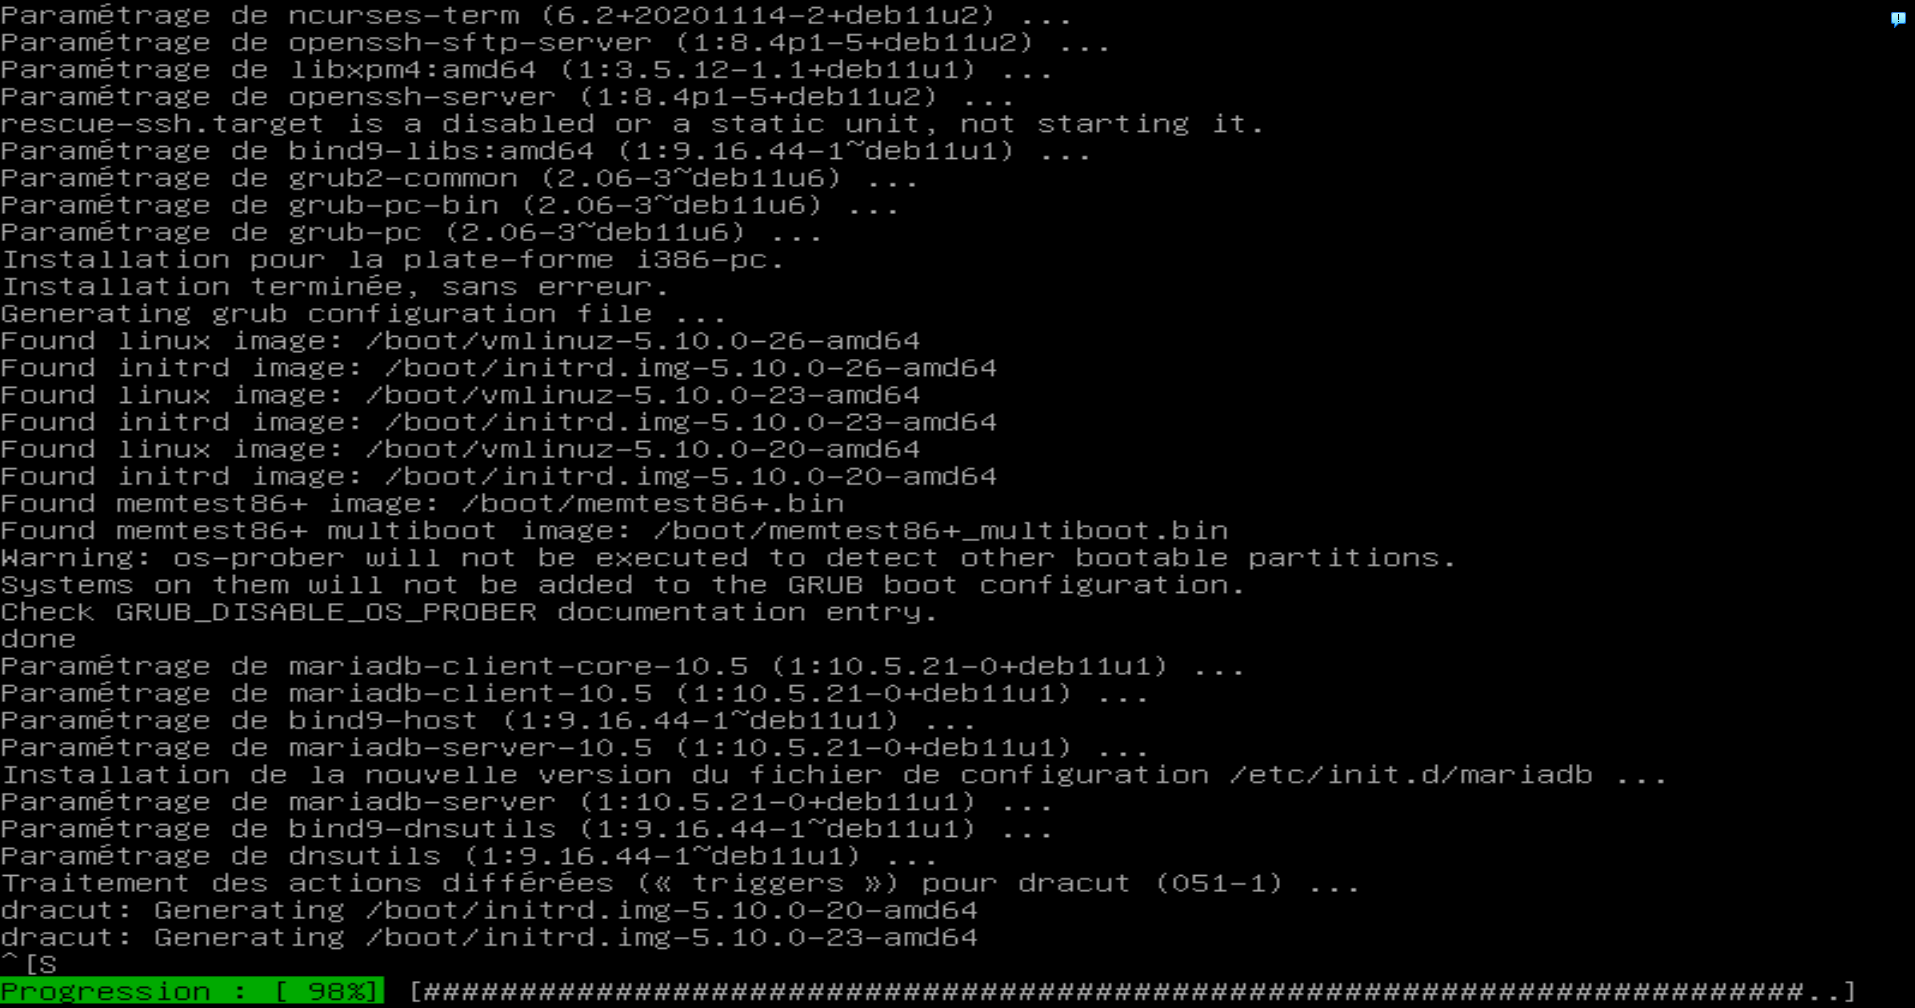 Paramétrage de ncurses-term (6.2+20201114-2+deb11u2) ...
Paramétrage de openssh-sftp-server (1:8.4p1-5+deb11u2) ...
Paramétrage de libxpm4:amd64 (1:3.5.12-1.1+deb11u1) ...
Paramétrage de openssh-server (1:8.4p1-5+deb11u2) ...
rescue-ssh.target is a disabled or a static unit, not starting it.
Paramétrage de bind9-libs:amd64 (1:9.16.44-1~deb11u1) ...
Paramétrage de grub2-common (2.06-3~deb11u6) ...
Paramétrage de grub-pc-bin (2.06-3~deb11u6) ...
Paramétrage de grub-pc (2.06-3~deb11u6) ...
Installation pour la plate-forme i386-pc.
Installation terminée, sans erreur.
Generating grub configuration file ...
Found linux image: /boot/vmlinuz-5.10.0-26-amd64
Found initrd image: /boot/initrd.img-5.10.0-26-amd64
Found linux image: /boot/vmlinuz-5.10.0-23-amd64
Found initrd image: /boot/initrd.img-5.10.0-23-amd64
Found linux image: /boot/vmlinuz-5.10.0-20-amd64
Found initrd image: /boot/initrd.img-5.10.0-20-amd64
Found memtest86+ image: /boot/memtest86+.bin
Found memtest86+ multiboot image: /boot/memtest86+_multiboot.bin
Warning: os-prober will not be executed to detect other bootable partitions.
Systems on them will not be added to the GRUB boot configuration.
Check GRUB_DISABLE_OS_PROBER documentation entry.
done
Paramétrage de mariadb-client-core-10.5 (1:10.5.21-0+deb11u1) ...
Paramétrage de mariadb-client-10.5 (1:10.5.21-0+deb11u1) ...
Paramétrage de bind9-host (1:9.16.44-1~deb11u1) ...
Paramétrage de mariadb-server-10.5 (1:10.5.21-0+deb11u1) ...
Installation de la nouvelle version du fichier de configuration /etc/init.d/mariadb ...
Paramétrage de mariadb-server (1:10.5.21-0+deb11u1) ...
Paramétrage de bind9-dnsutils (1:9.16.44-1~deb11u1) ...
Paramétrage de dnsutils (1:9.16.44-1~deb11u1) ...
Traitement des actions différées (« triggers ») pour dracut (051-1) ...
dracut: Generating /boot/initrd.img-5.10.0-20-amd64
dracut: Generating /boot/initrd.img-5.10.0-23-amd64
^[S
Progression : [ 98%] [########################################################################..]